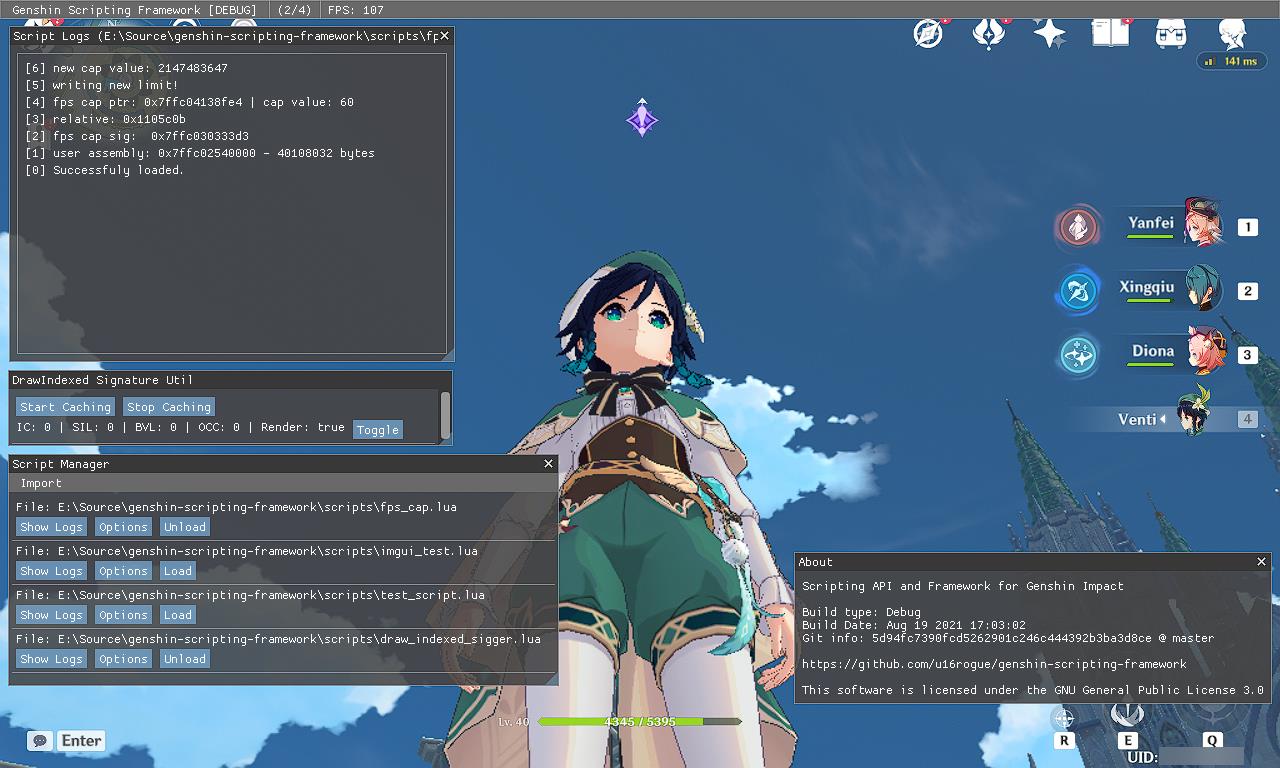 Genshin Scripting Framework [DEBUG] (2/4) FPS: 107
Script Logs (E:\Source\genshin-scripting-framework\scripts\fp
[6] new cap value: 2147483647
[5] writing new limit!
[4] fps cap ptr: 0x7ffc04138fe4 | cap value: 60
[3] relative: 0x1105c0b
[2] fps cap sig:  0x7ffc030333d3
[1] user assembly: 0x7ffc02540000 - 40108032 bytes
[0] Successfuly loaded.
141 ms
Yanfei 1
Xingqiu 2
Diona 3
Venti 4
DrawIndexed Signature Util
Start Caching Stop Caching
IC: 0 | SIL: 0 | BVL: 0 | OCC: 0 | Render: true Toggle
Script Manager
Import
File: E:\Source\genshin-scripting-framework\scripts\fps_cap.lua
Show Logs Options Unload
File: E:\Source\genshin-scripting-framework\scripts\imgui_test.lua
Show Logs Options Load
File: E:\Source\genshin-scripting-framework\scripts\test_script.lua
Show Logs Options Load
File: E:\Source\genshin-scripting-framework\scripts\draw_indexed_sigger.lua
Show Logs Options Unload
About
Scripting API and Framework for Genshin Impact
Build type: Debug
Build Date: Aug 19 2021 17:03:02
Git info: 5d94fc7390fcd5262901c246c444392b3ba3d8ce @ master
https://github.com/u16rogue/genshin-scripting-framework
This software is licensed under the GNU General Public License 3.0
Lv. 40 4345 / 5395
Enter
R E Q
UID: